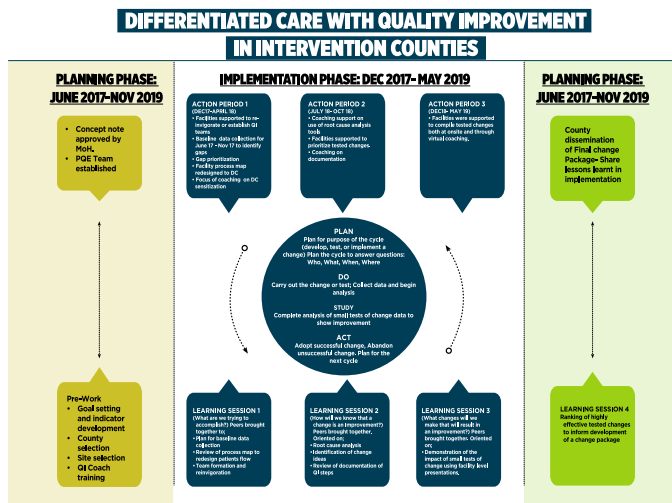 DIFFERENTIATED CARE WITH QUALITY IMPROVEMENT
IN INTERVENTION COUNTIES
PLANNING PHASE:
JUNE 2017-NOV 2019
• Concept note
approved by
MoH.
• PQE Team
established
Pre-Work
• Goal setting
and indicator
development
• County
selection
• Site selection
• QI Coach
training
IMPLEMENTATION PHASE: DEC 2017- MAY 2019
ACTION PERIOD 1
(DEC17-APRIL 18)
• Facilities supported to re-
invigorate or establish QI
teams
• Baseline data collection for
June 17 - Nov 17 to identify
gaps
• Gap prioritization
• Facility process map
redesigned to DC
• Focus of coaching on DC
sensitization
ACTION PERIOD 2
(JULY 18- OCT 18)
• Coaching support on
use of root cause analysis
tools
• Facilities supported to
prioritize tested changes.
• Coaching on
documentation
ACTION PERIOD 3
(DEC18- MAY 19)
• Facilities were supported
to compile tested changes
both at onsite and through
virtual coaching,
PLAN
Plan for purpose of the cycle
(develop, test, or implement a
change) Plan the cycle to answer questions:
Who, What, When, Where
DO
Carry out the change or test; Collect data and begin
analysis
STUDY
Complete analysis of small tests of change data to
show improvement
ACT
Adopt successful change, Abandon
unsuccessful change. Plan for the
next cycle
LEARNING SESSION 1
(What are we trying to
accomplish?) Peers brought
together to;
• Plan for baseline data
collection
• Review of process map to
redesign patients flow
• Team formation and
reinvigoration
LEARNING SESSION 2
(How will we know that a
change is an Improvement?)
Peers brought together,
Oriented on;
• Root cause analysis
• Identification of change
ideas
• Review of documentation of
QI steps
LEARNING SESSION 3
(What changes will we
make that will result in
an improvement?) Peers
brought together. Oriented
on;
• Demonstration of the
impact of small tests of
change using facility level
presentations,
PLANNING PHASE:
JUNE 2017-NOV 2019
County
dissemination
of Final change
Package- Share
lessons learnt in
implementation
LEARNING SESSION 4
Ranking of highly
effective tested changes
to inform development
of a change package